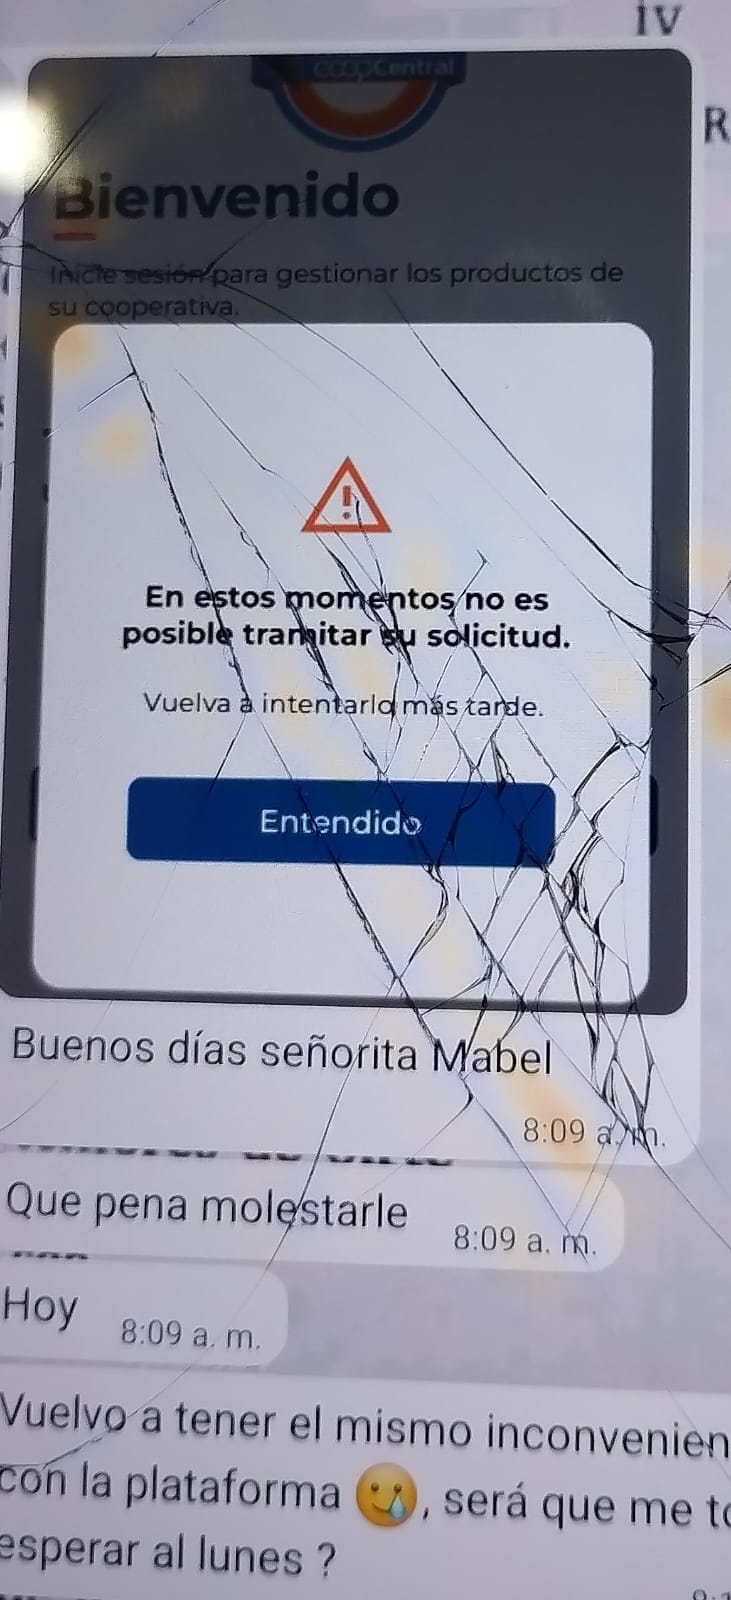 iv
R
coopCentral
Bienvenido
Inicie sesión para gestionar los productos de
su cooperativa.
En estos momentos no es
posible tramitar su solicitud.
Vuelva a intentarlo más tarde.
Entendido
Buenos días señorita Mabel
8:09 a. m.
Que pena molestarle
8:09 a. m.
Hoy
8:09 a. m.
Vuelvo a tener el mismo inconvenien
con la plataforma 🥲, será que me to
esperar al lunes ?